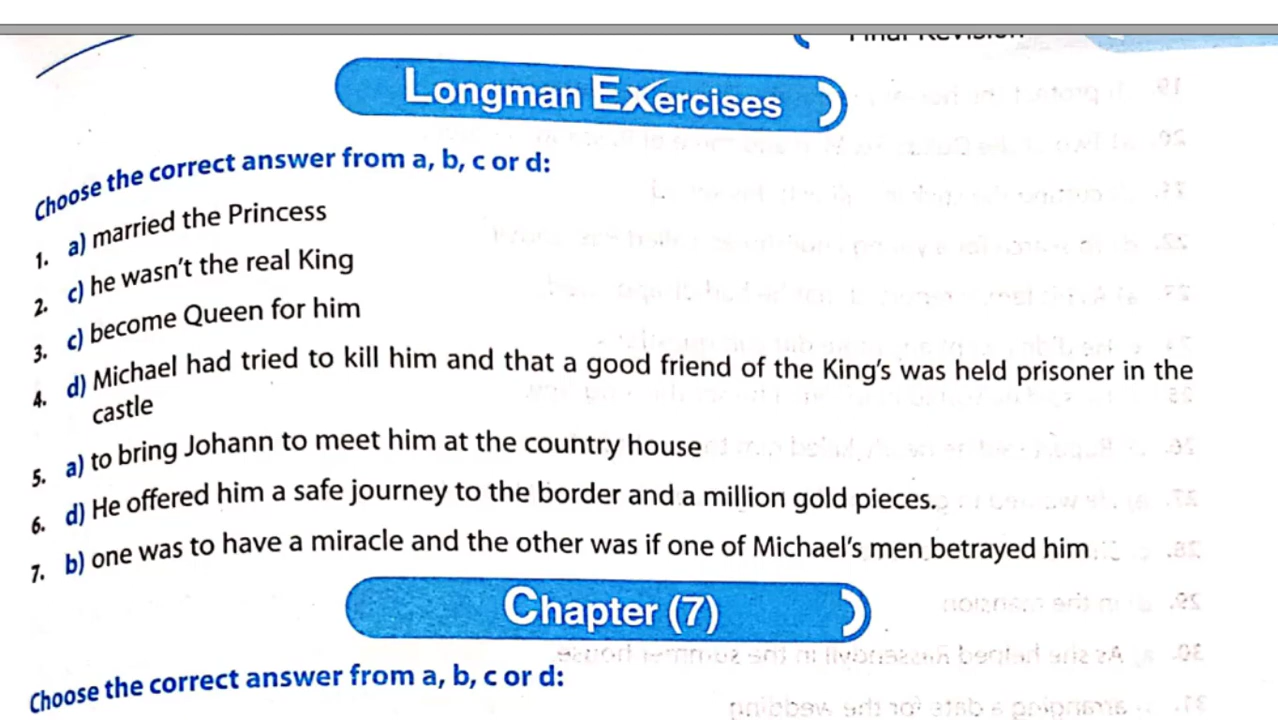 Final Revision
Longman Exercises
Choose the correct answer from a, b, c or d:
1. a) married the Princess
2. c) he wasn't the real King
3. c) become Queen for him
4. d) Michael had tried to kill him and that a good friend of the King's was held prisoner in the
castle
5. a) to bring Johann to meet him at the country house
6. d) He offered him a safe journey to the border and a million gold pieces.
7. b) one was to have a miracle and the other was if one of Michael's men betrayed him
Chapter (7)
Choose the correct answer from a, b, c or d: